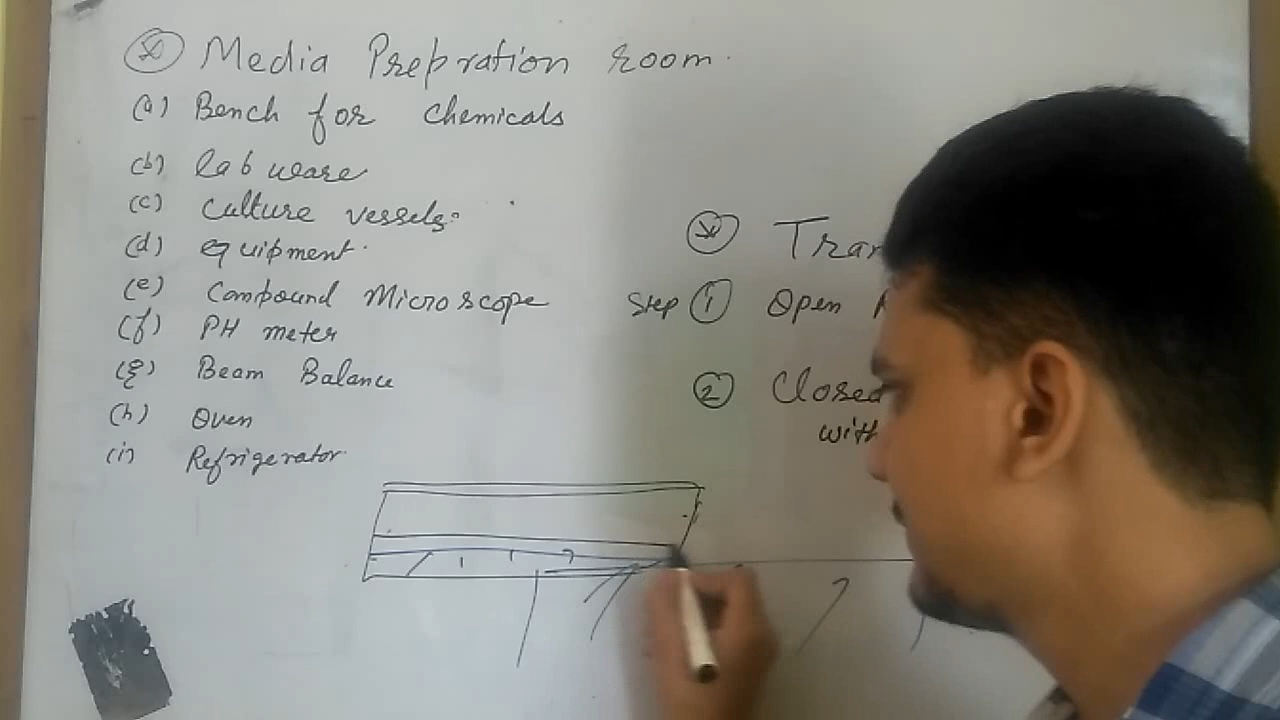 Media Prepration room.
(a) Bench for chemicals
(b) lab ware
(c) Culture vessels.
(d) equipment.
(e) Compound Microscope
(f) PH meter
(g) Beam Balance
(h) Oven
(i) Refrigerator.
Step 1 Open
2 Closed
with